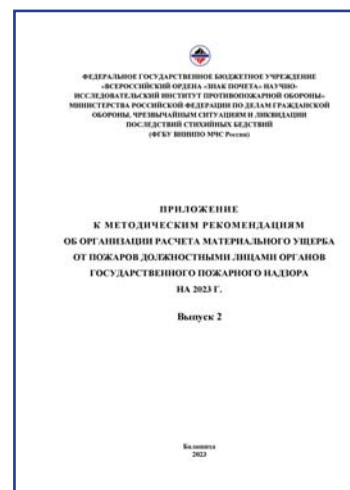 ФЕДЕРАЛЬНОЕ ГОСУДАРСТВЕННОЕ БЮДЖЕТНОЕ УЧРЕЖДЕНИЕ
«ВСЕРОССИЙСКИЙ ОРДЕНА «ЗНАК ПОЧЕТА» НАУЧНО-
ИССЛЕДОВАТЕЛЬСКИЙ ИНСТИТУТ ПРОТИВОПОЖАРНОЙ ОБОРОНЫ»
МИНИСТЕРСТВА РОССИЙСКОЙ ФЕДЕРАЦИИ ПО ДЕЛАМ ГРАЖДАНСКОЙ
ОБОРОНЫ, ЧРЕЗВЫЧАЙНЫМ СИТУАЦИЯМ И ЛИКВИДАЦИИ
ПОСЛЕДСТВИЙ СТИХИЙНЫХ БЕДСТВИЙ
(ФГБУ ВНИИПО МЧС России)
ПРИЛОЖЕНИЕ
К МЕТОДИЧЕСКИМ РЕКОМЕНДАЦИЯМ
ОБ ОРГАНИЗАЦИИ РАСЧЕТА МАТЕРИАЛЬНОГО УЩЕРБА
ОТ ПОЖАРОВ ДОЛЖНОСТНЫМИ ЛИЦАМИ ОРГАНОВ
ГОСУДАРСТВЕННОГО ПОЖАРНОГО НАДЗОРА
НА 2023 Г.
Выпуск 2
Балашиха
2023